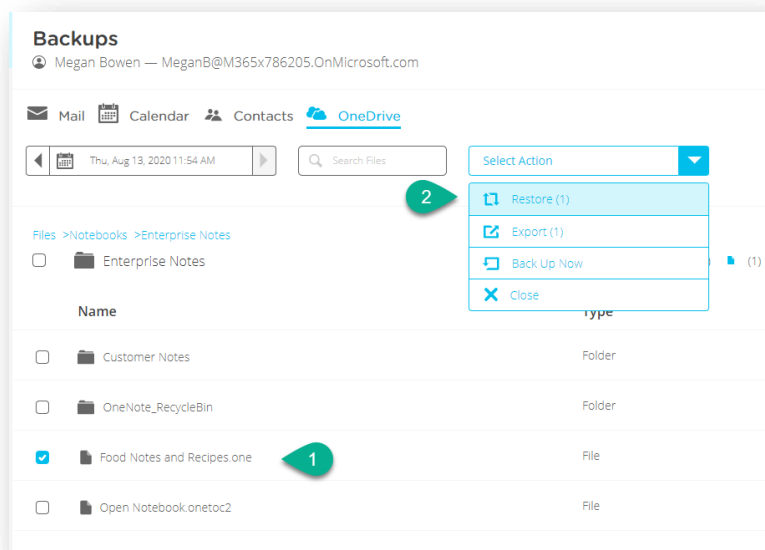 Backups
Megan Bowen — MeganB@M365x786205.OnMicrosoft.com
Mail Calendar Contacts OneDrive
Thu, Aug 13, 2020 11:54 AM Search Files Select Action
2 Restore (1)
Export (1)
Back Up Now
Close
Files >Notebooks >Enterprise Notes
Enterprise Notes (1)
Name Type
Customer Notes Folder
OneNote_RecycleBin Folder
Food Notes and Recipes.one 1 File
Open Notebook.onetoc2 File